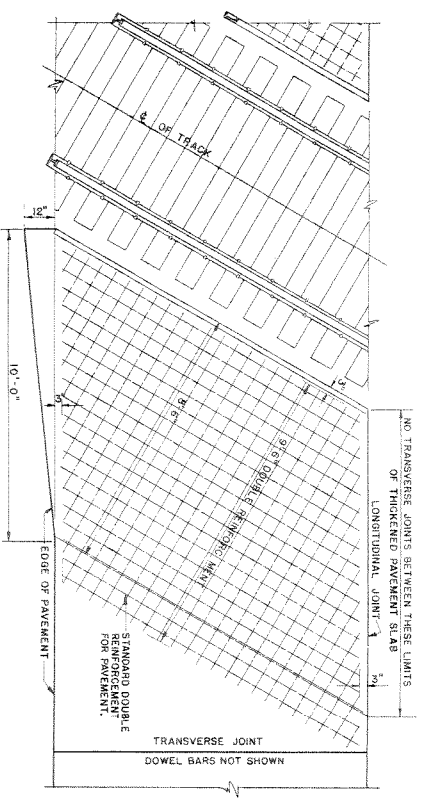 ℄ OF TRACK
12"
10'-0"
3"
8'-6"
9'-6" DOUBLE REINFORCEMENT
3"
NO TRANSVERSE JOINTS BETWEEN THESE LIMITS
OF THICKENED PAVEMENT SLAB
LONGITUDINAL JOINT
3"
EDGE OF PAVEMENT
STANDARD DOUBLE
REINFORCEMENT
FOR PAVEMENT.
TRANSVERSE JOINT
DOWEL BARS NOT SHOWN